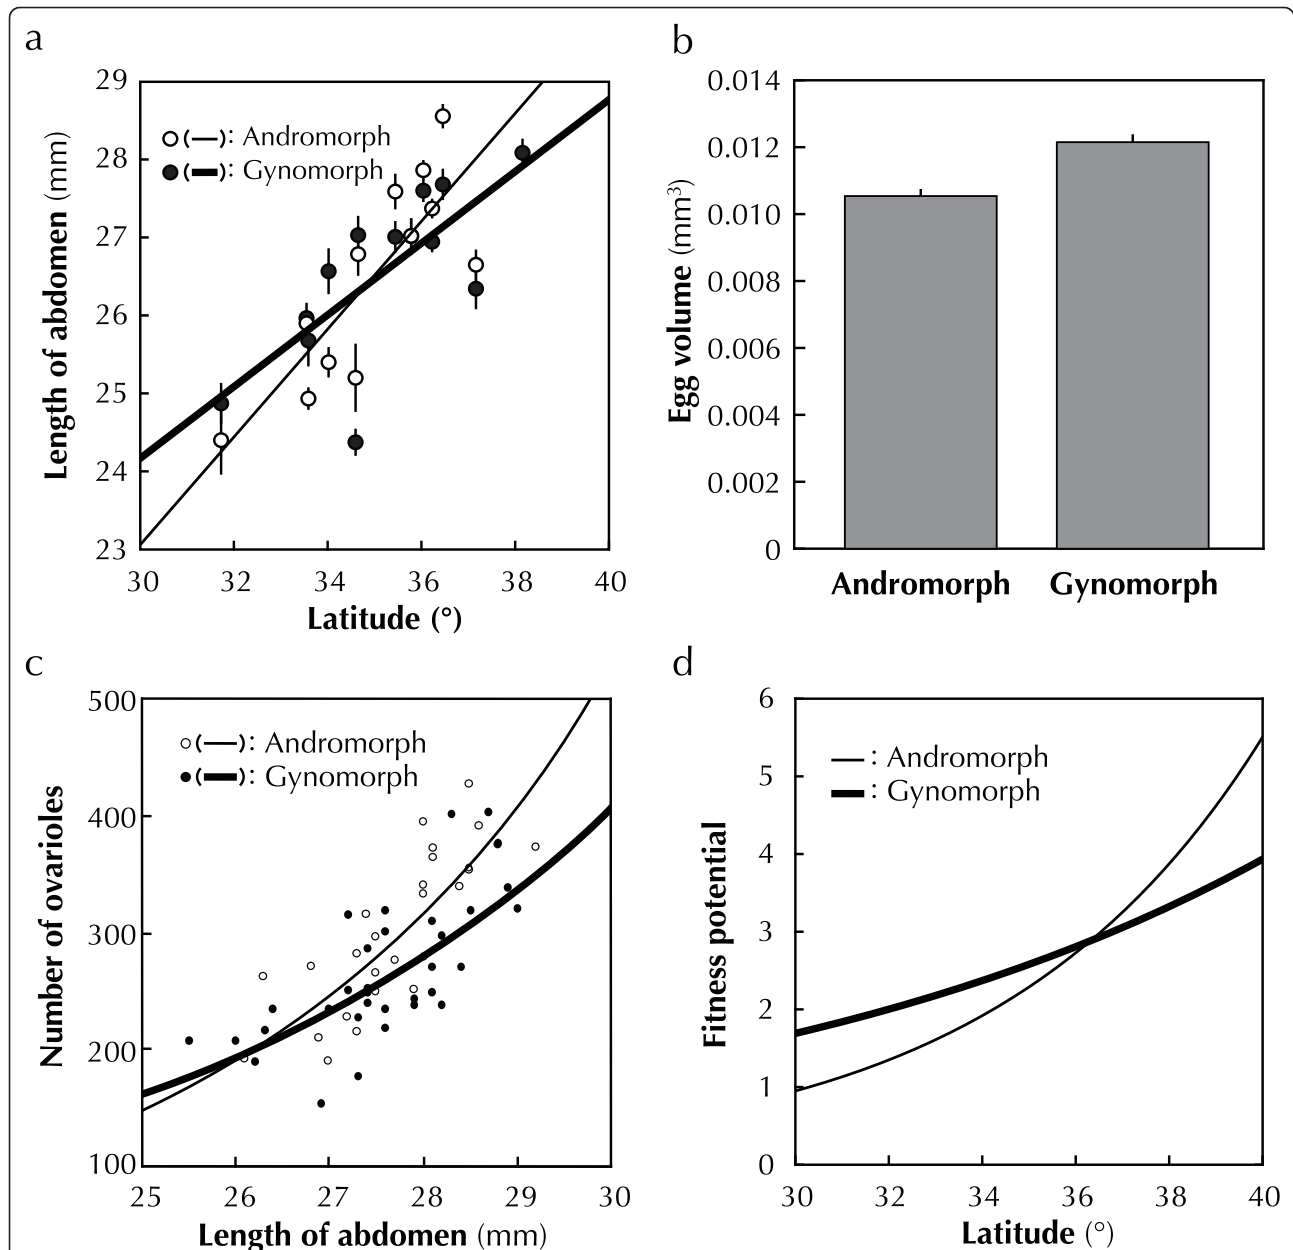 a
Length of abdomen (mm)
29
28
27
26
25
24
23
(—): Andromorph
(—): Gynomorph
30 32 34 36 38 40
Latitude (°)
b
Egg volume (mm³)
0.014
0.012
0.010
0.008
0.006
0.004
0.002
0
Andromorph Gynomorph
c
Number of ovarioles
500
400
300
200
100
(—): Andromorph
(—): Gynomorph
25 26 27 28 29 30
Length of abdomen (mm)
d
Fitness potential
6
5
4
3
2
1
0
—: Andromorph
—: Gynomorph
30 32 34 36 38 40
Latitude (°)